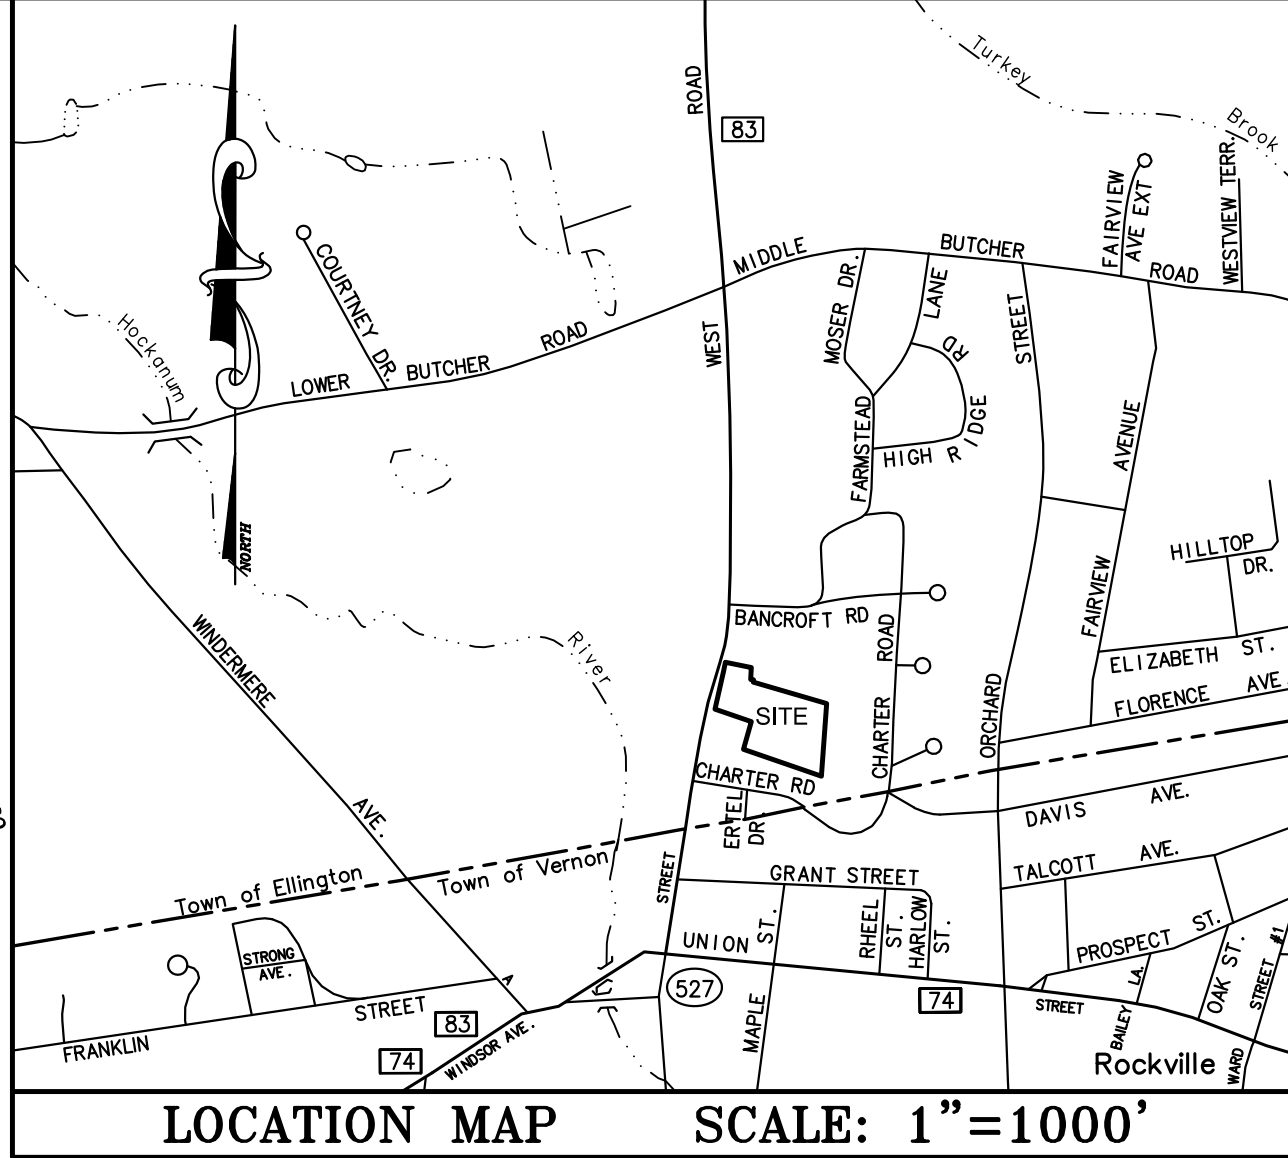 Turkey
Brook
ROAD
83
FAIRVIEW
AVE EXT
WESTVIEW TERR.
COURTNEY DR.
MIDDLE
BUTCHER
ROAD
MOSER DR.
LANE
STREET
RD
Hockanum
LOWER
BUTCHER
ROAD
WEST
FARMSTEAD
HIGH RIDGE
AVENUE
NORTH
HILLTOP
DR.
FAIRVIEW
BANCROFT RD
ROAD
ELIZABETH ST.
FLORENCE AVE.
WINDERMERE
River
SITE
ORCHARD
CHARTER
CHARTER RD
AVE.
ERTEL
DR.
DAVIS AVE.
Town of Ellington
Town of Vernon
STREET
GRANT STREET
TALCOTT AVE.
STRONG
AVE.
UNION
ST.
RHEEL
ST.
HARLOW
ST.
PROSPECT ST.
OAK ST.
STREET #1
LA.
527
74
STREET
MAPLE
BAILEY
FRANKLIN
STREET
83
74
WINDSOR AVE.
Rockville
WARD
LOCATION MAP SCALE: 1"=1000'